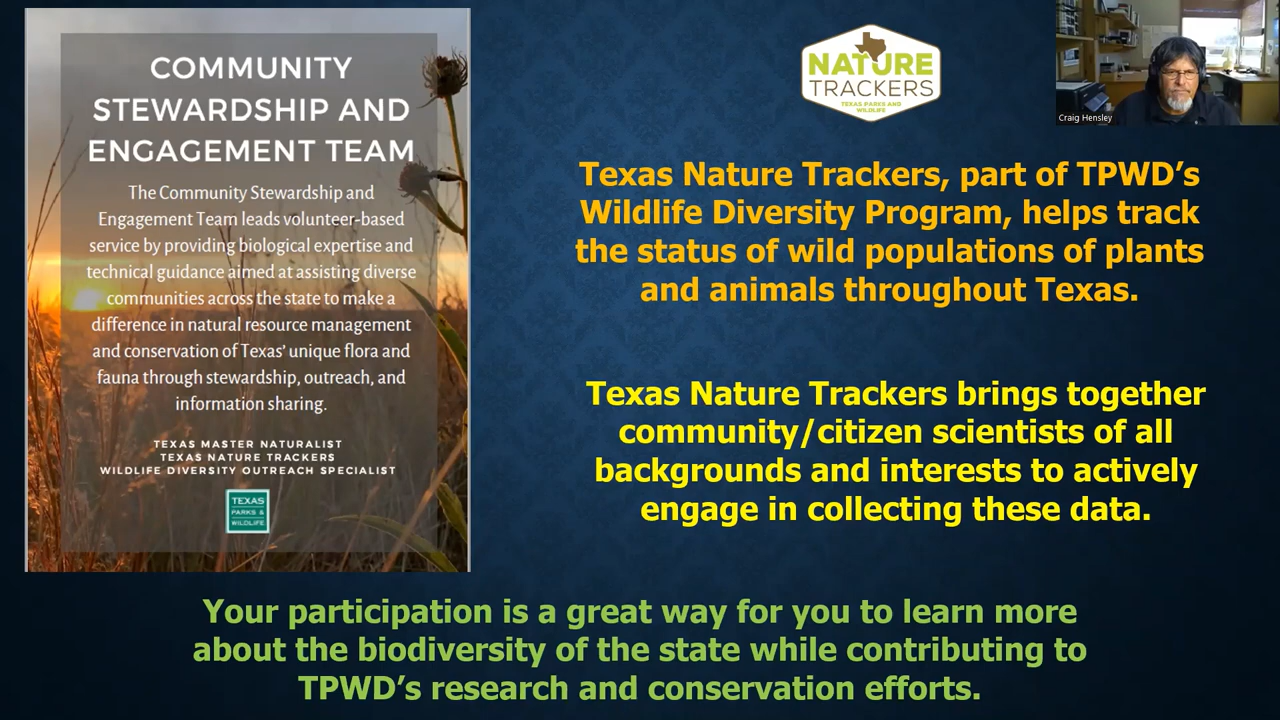 COMMUNITY
STEWARDSHIP AND
ENGAGEMENT TEAM
The Community Stewardship and
Engagement Team leads volunteer-based
service by providing biological expertise and
technical guidance aimed at assisting diverse
communities across the state to make a
difference in natural resource management
and conservation of Texas' unique flora and
fauna through stewardship, outreach, and
information sharing.
TEXAS MASTER NATURALIST
TEXAS NATURE TRACKERS
WILDLIFE DIVERSITY OUTREACH SPECIALIST
TEXAS
PARKS &
WILDLIFE
NATURE
TRACKERS
TEXAS PARKS AND
WILDLIFE
Craig Hensley
Texas Nature Trackers, part of TPWD’s
Wildlife Diversity Program, helps track
the status of wild populations of plants
and animals throughout Texas.
Texas Nature Trackers brings together
community/citizen scientists of all
backgrounds and interests to actively
engage in collecting these data.
Your participation is a great way for you to learn more
about the biodiversity of the state while contributing to
TPWD’s research and conservation efforts.